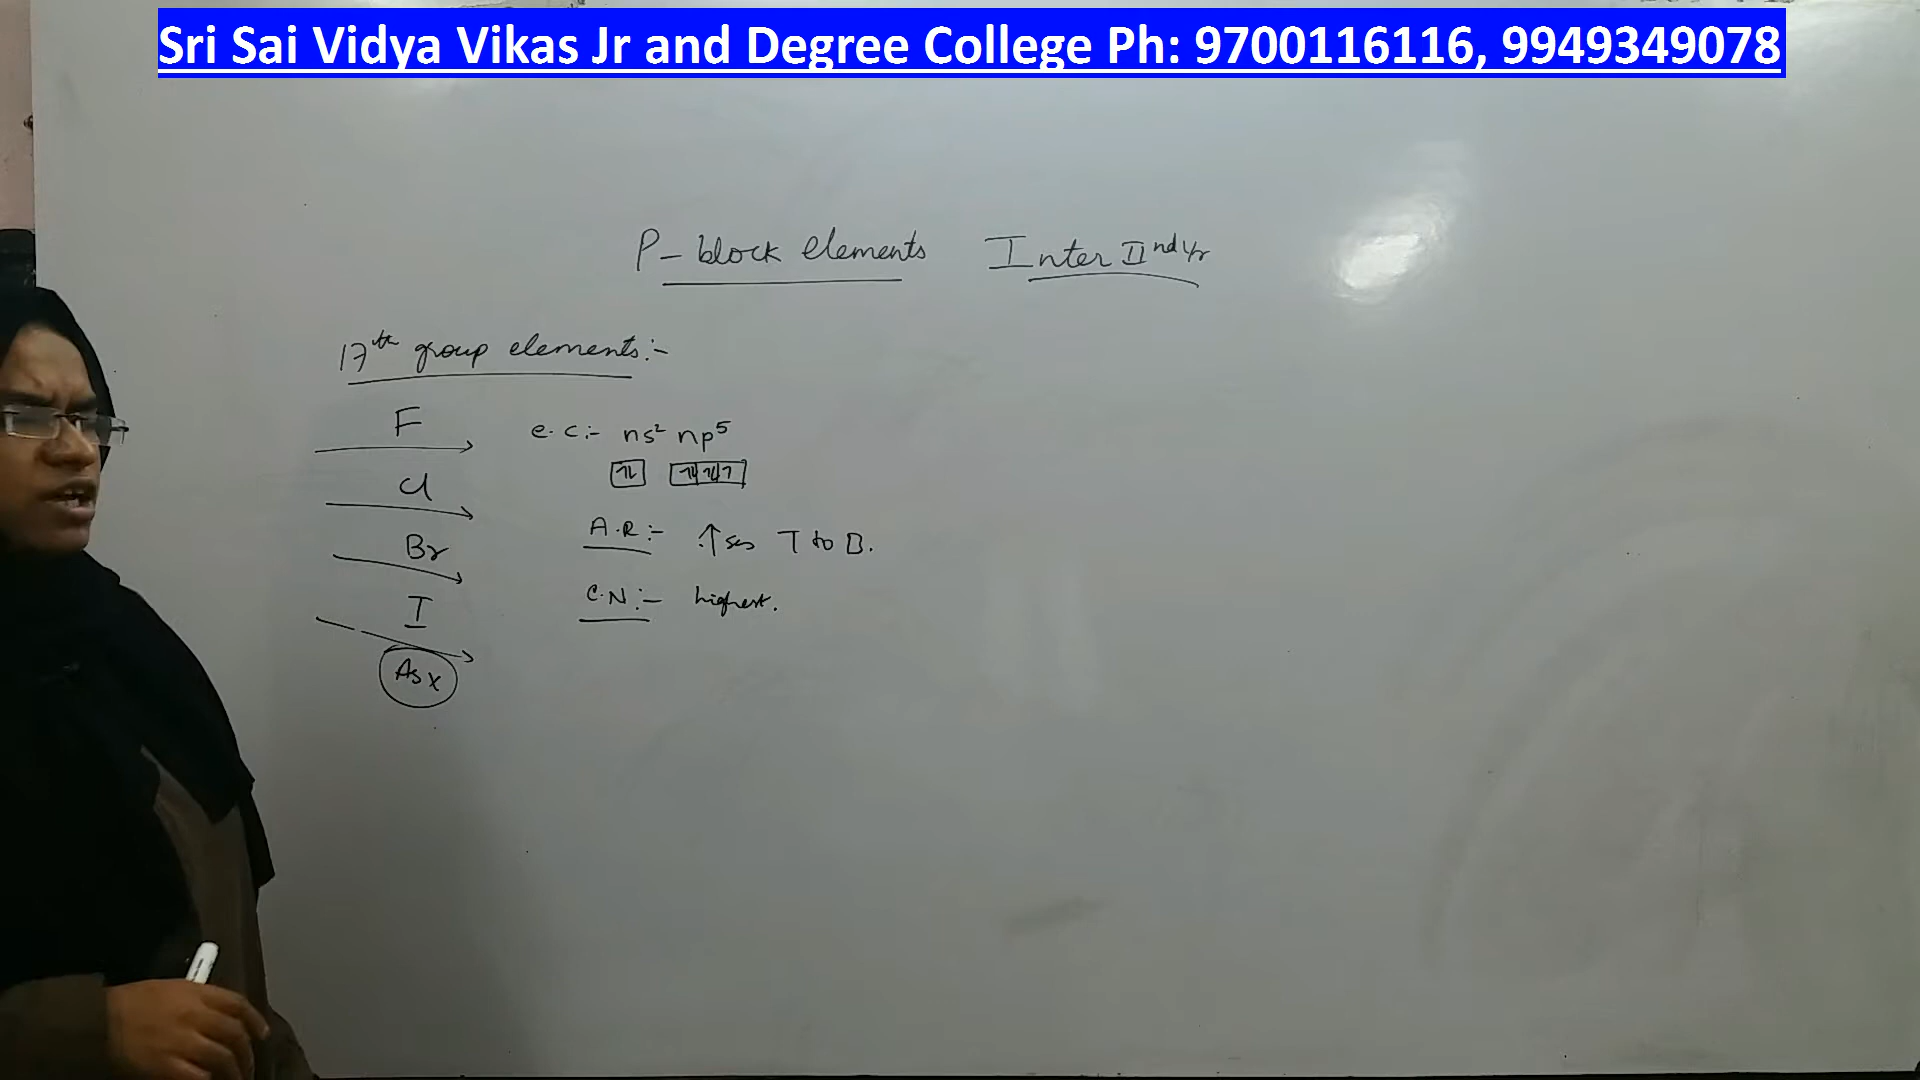 Sri Sai Vidya Vikas Jr and Degree College Ph: 9700116116, 9949349078
P-block elements Inter IInd yr
17th group elements:-
F
e.c:- ns² np⁵
Cl
A.R:- ↑ses T to B.
Br
C.N:- highest.
I
As x